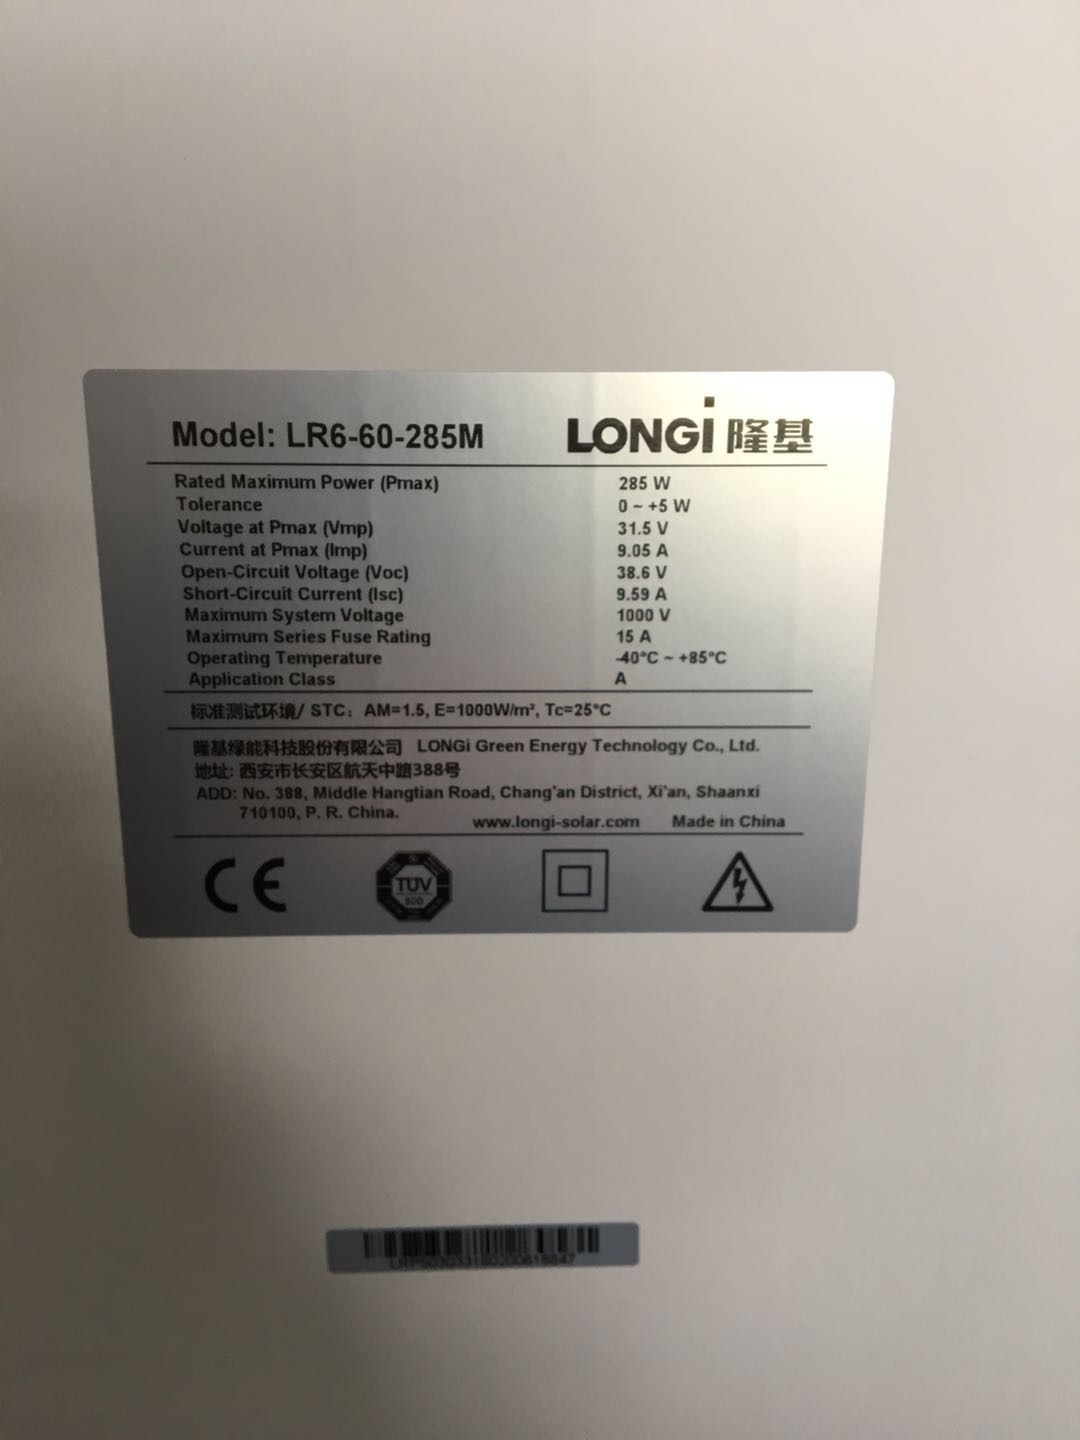 Model: LR6-60-285M LONGi 隆基
Rated Maximum Power (Pmax) 285 W
Tolerance 0 ~ +5 W
Voltage at Pmax (Vmp) 31.5 V
Current at Pmax (Imp) 9.05 A
Open-Circuit Voltage (Voc) 38.6 V
Short-Circuit Current (Isc) 9.59 A
Maximum System Voltage 1000 V
Maximum Series Fuse Rating 15 A
Operating Temperature -40°C ~ +85°C
Application Class A
标准测试环境/ STC: AM=1.5, E=1000W/m², Tc=25°C
隆基绿能科技股份有限公司 LONGi Green Energy Technology Co., Ltd.
地址: 西安市长安区航天中路388号
ADD: No. 388, Middle Hangtian Road, Chang'an District, Xi'an, Shaanxi
710100, P. R. China.
www.longi-solar.com Made in China
CE TÜV